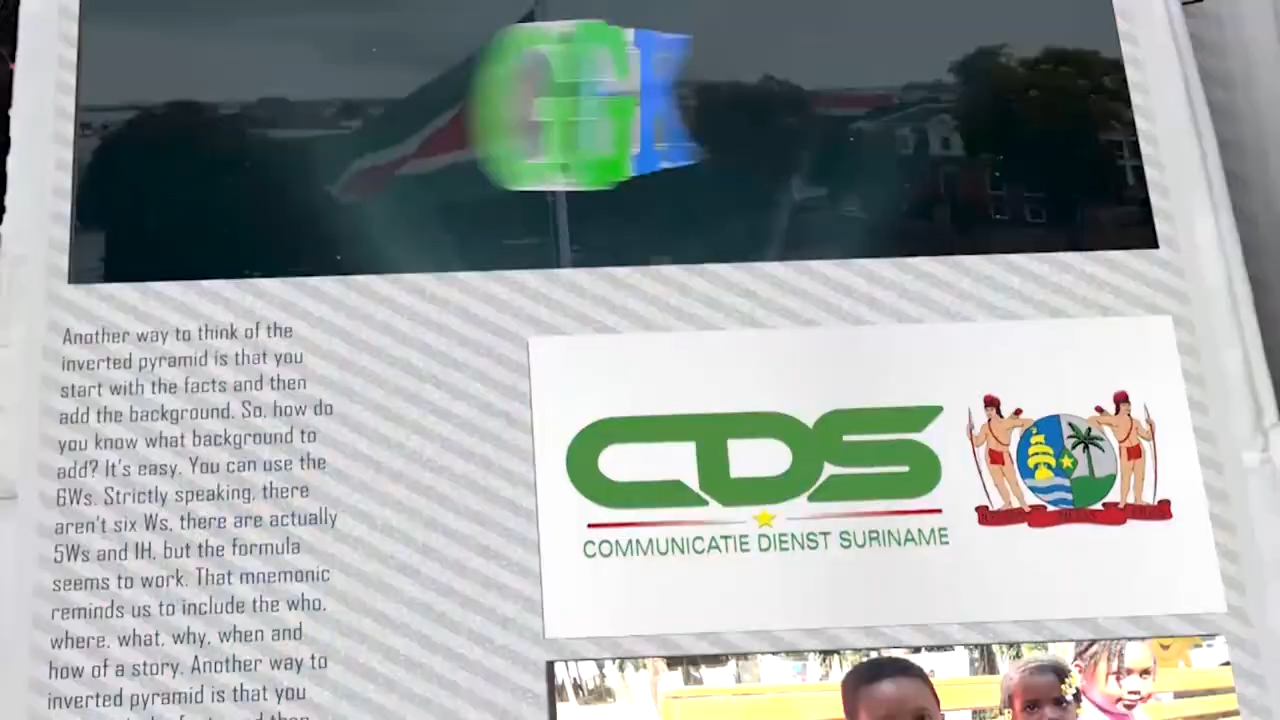 Another way to think of the
inverted pyramid is that you
start with the facts and then
add the background. So, how do
you know what background to
add? It's easy. You can use the
6Ws. Strictly speaking, there
aren't six Ws, there are actually
5Ws and 1H, but the formula
seems to work. That mnemonic
reminds us to include the who,
where, what, why, when and
how of a story. Another way to
inverted pyramid is that you
CDS
COMMUNICATIE DIENST SURINAME